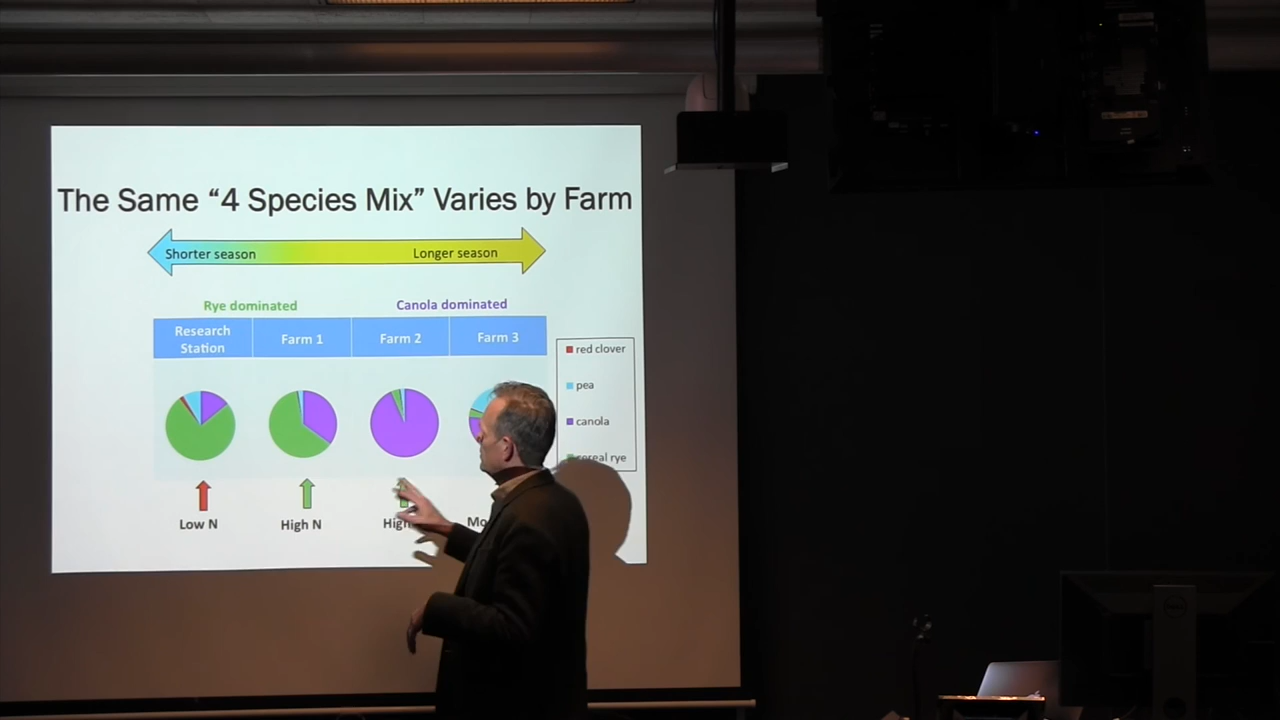 The Same “4 Species Mix” Varies by Farm
Shorter season Longer season
Rye dominated Canola dominated
Research Station Farm 1 Farm 2 Farm 3
red clover
pea
canola
cereal rye
Low N High N High Mo